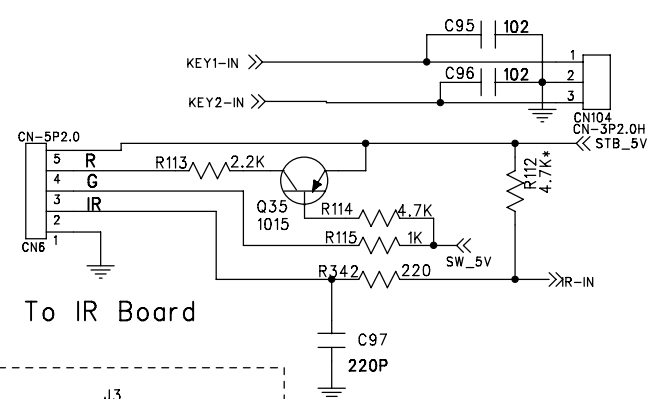 C95 102
KEY1-IN 1
C96 102 2
KEY2-IN 3
CN104
CN-5P2.0 CN-3P2.0H
STB_5V
5 R R113 2.2K
4 G R112 4.7K*
3 IR Q35 R114 4.7K
2 1015 R115 1K
1 SW_5V
CN6 R342 220 IR-IN
To IR Board
C97
220P
J3